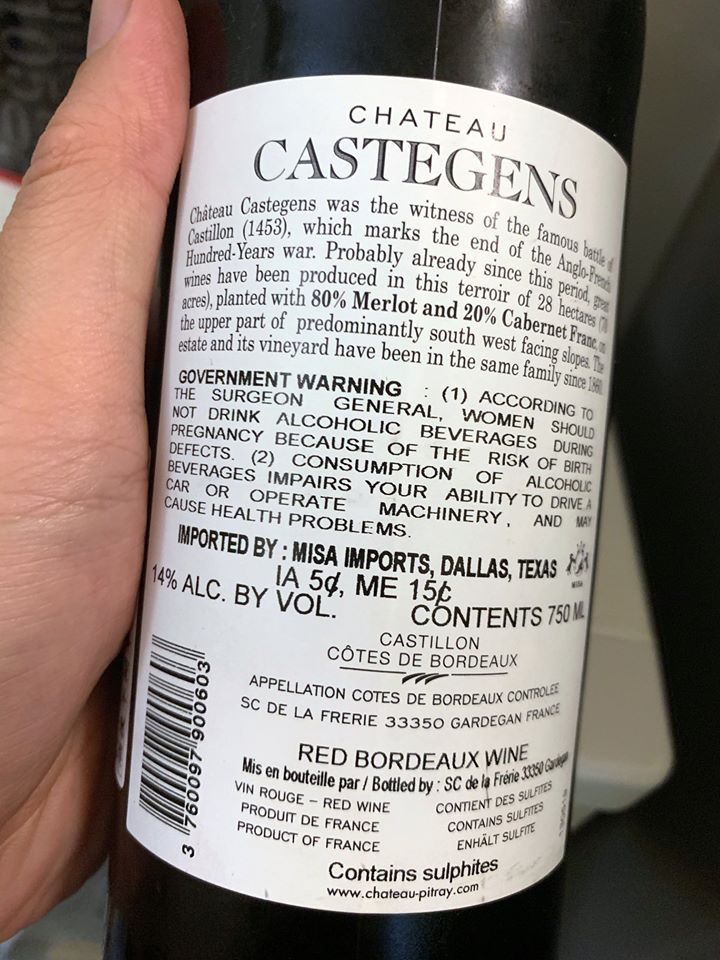 CHATEAU
CASTEGENS
Château Castegens was the witness of the famous battle of
Castillon (1453), which marks the end of the Anglo-French
Hundred-Years war. Probably already since this period, great
wines have been produced in this terroir of 28 hectares (70
acres), planted with 80% Merlot and 20% Cabernet Franc, on
the upper part of predominantly south west facing slopes. The
estate and its vineyard have been in the same family since
GOVERNMENT WARNING : (1) ACCORDING TO
THE SURGEON GENERAL, WOMEN SHOULD
NOT DRINK ALCOHOLIC BEVERAGES DURING
PREGNANCY BECAUSE OF THE RISK OF BIRTH
DEFECTS. (2) CONSUMPTION OF ALCOHOLIC
BEVERAGES IMPAIRS YOUR ABILITY TO DRIVE A
CAR OR OPERATE MACHINERY, AND MAY
CAUSE HEALTH PROBLEMS.
IMPORTED BY : MISA IMPORTS, DALLAS, TEXAS
MISA
IA 5¢, ME 15¢
14% ALC. BY VOL. CONTENTS 750 ML
CASTILLON
CÔTES DE BORDEAUX
APPELLATION COTES DE BORDEAUX CONTROLEE
SC DE LA FRERIE 33350 GARDEGAN FRANCE
RED BORDEAUX WINE
Mis en bouteille par / Bottled by : SC de la Frérie 33350 Gardegan
VIN ROUGE – RED WINE
PRODUIT DE FRANCE
PRODUCT OF FRANCE
CONTIENT DES SULFITES
CONTAINS SULFITES
ENHÄLT SULFITE
Contains sulphites
www.chateau-pitray.com
3 760097 900603